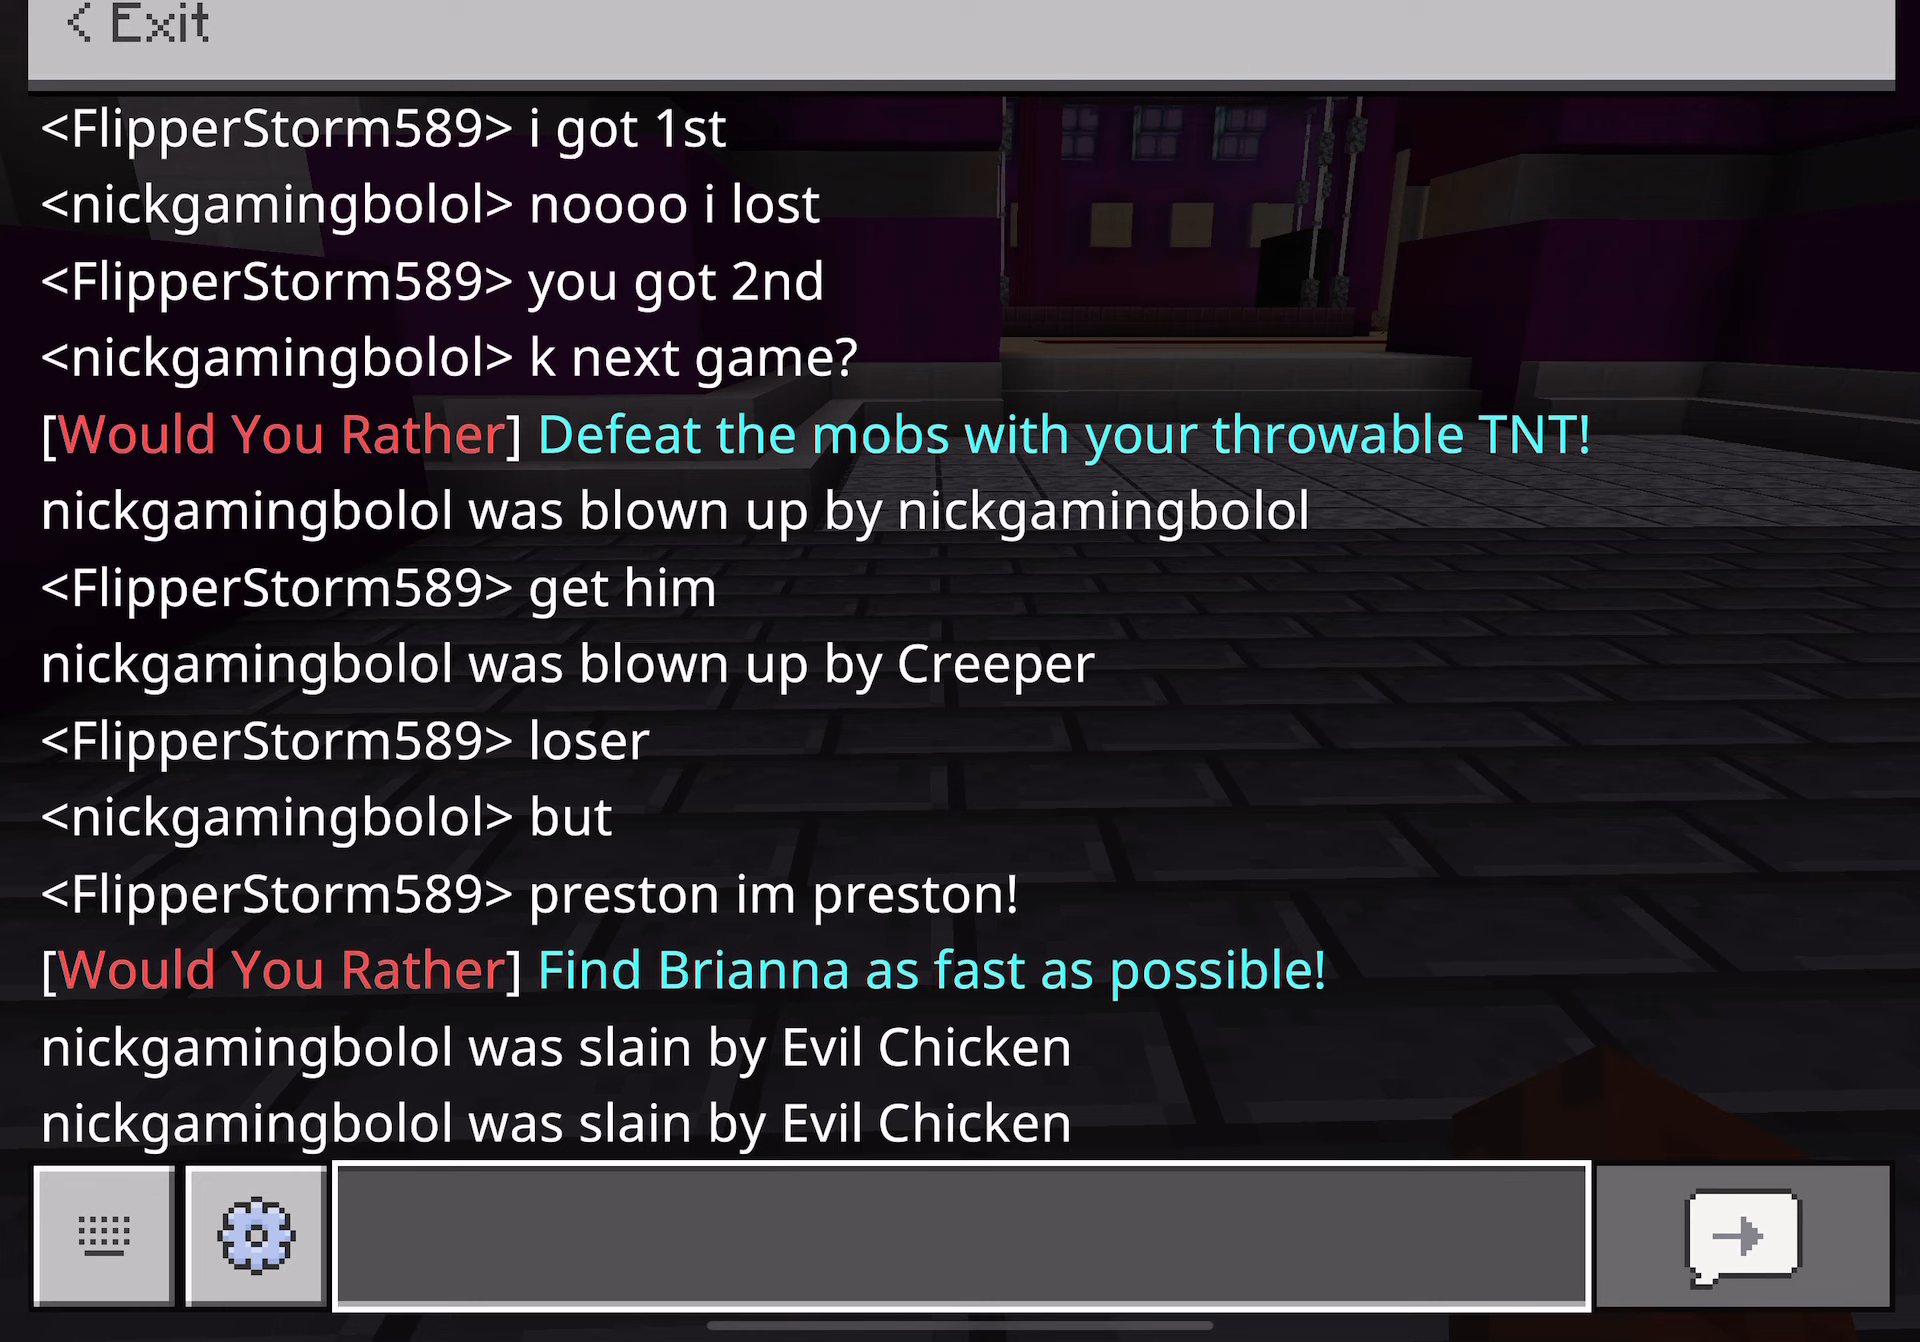 < Exit
<FlipperStorm589> i got 1st
<nickgamingbolol> noooo i lost
<FlipperStorm589> you got 2nd
<nickgamingbolol> k next game?
[Would You Rather] Defeat the mobs with your throwable TNT!
nickgamingbolol was blown up by nickgamingbolol
<FlipperStorm589> get him
nickgamingbolol was blown up by Creeper
<FlipperStorm589> loser
<nickgamingbolol> but
<FlipperStorm589> preston im preston!
[Would You Rather] Find Brianna as fast as possible!
nickgamingbolol was slain by Evil Chicken
nickgamingbolol was slain by Evil Chicken